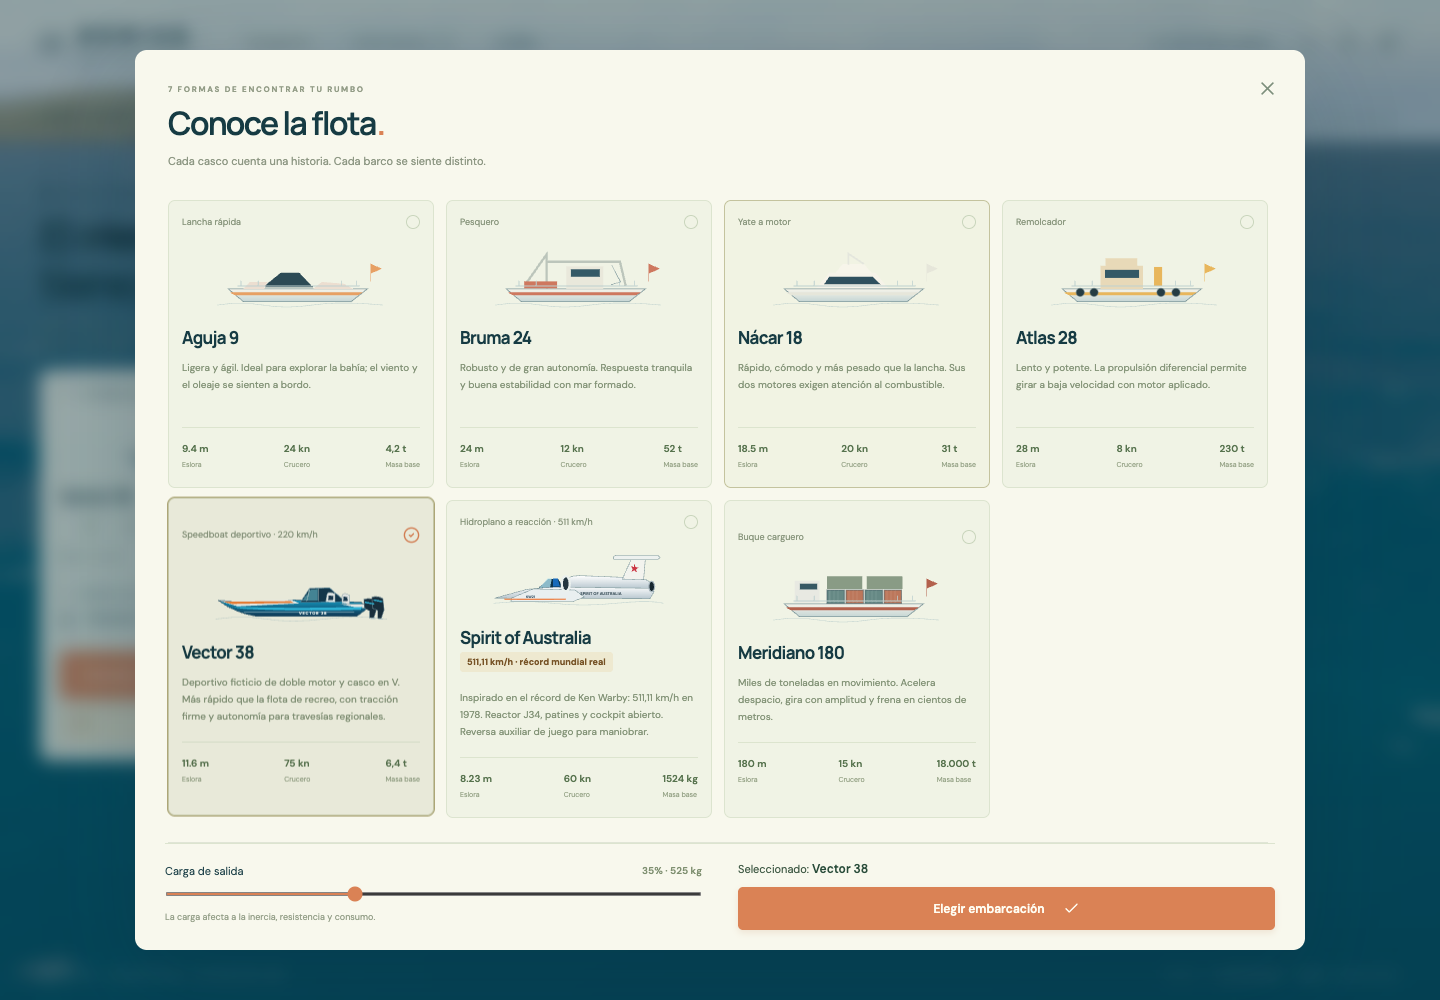 7 FORMAS DE ENCONTRAR TU RUMBO
Conoce la flota.
Cada casco cuenta una historia. Cada barco se siente distinto.
Lancha rápida
Aguja 9
Ligera y ágil. Ideal para explorar la bahía; el viento y
el oleaje se sienten a bordo.
9.4 m 24 kn 4,2 t
Eslora Crucero Masa base
Pesquero
Bruma 24
Robusto y de gran autonomía. Respuesta tranquila
y buena estabilidad con mar formado.
24 m 12 kn 52 t
Eslora Crucero Masa base
Yate a motor
Nácar 18
Rápido, cómodo y más pesado que la lancha. Sus
dos motores exigen atención al combustible.
18.5 m 20 kn 31 t
Eslora Crucero Masa base
Remolcador
Atlas 28
Lento y potente. La propulsión diferencial permite
girar a baja velocidad con motor aplicado.
28 m 8 kn 230 t
Eslora Crucero Masa base
Speedboat deportivo · 220 km/h
VECTOR 38
Vector 38
Deportivo ficticio de doble motor y casco en V.
Más rápido que la flota de recreo, con tracción
firme y autonomía para travesías regionales.
11.6 m 75 kn 6,4 t
Eslora Crucero Masa base
Hidroplano a reacción · 511 km/h
SPIRIT OF AUSTRALIA
Spirit of Australia
511,11 km/h · récord mundial real
Inspirado en el récord de Ken Warby: 511,11 km/h en
1978. Reactor J34, patines y cockpit abierto.
Reversa auxiliar de juego para maniobrar.
8.23 m 60 kn 1524 kg
Eslora Crucero Masa base
Buque carguero
Meridiano 180
Miles de toneladas en movimiento. Acelera
despacio, gira con amplitud y frena en cientos de
metros.
180 m 15 kn 18.000 t
Eslora Crucero Masa base
Carga de salida 35% · 525 kg
La carga afecta a la inercia, resistencia y consumo.
Seleccionado: Vector 38
Elegir embarcación